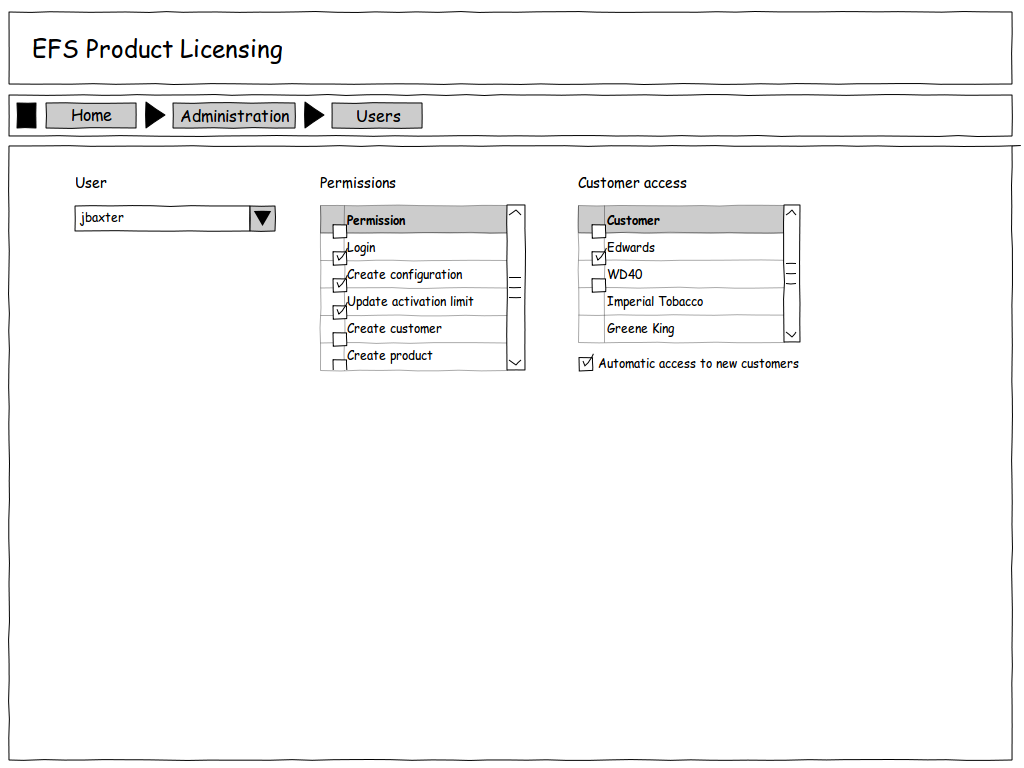 EFS Product Licensing
Home Administration Users
User
jbaxter
Permissions
Permission
Login
Create configuration
Update activation limit
Create customer
Create product
Customer access
Customer
Edwards
WD40
Imperial Tobacco
Greene King
Automatic access to new customers